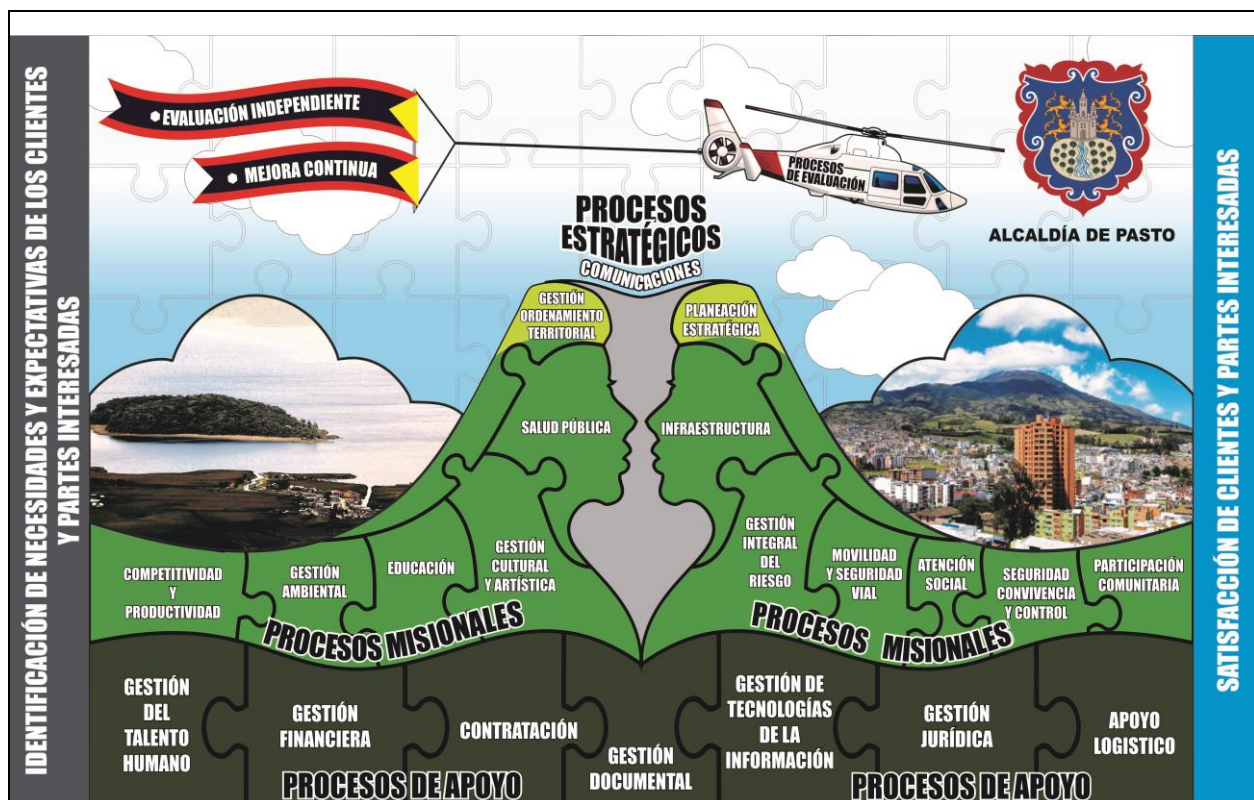 IDENTIFICACIÓN DE NECESIDADES Y EXPECTATIVAS DE LOS CLIENTES
Y PARTES INTERESADAS
EVALUACIÓN INDEPENDIENTE
MEJORA CONTINUA
PROCESOS
DE EVALUACIÓN
ALCALDÍA DE PASTO
PROCESOS
ESTRATÉGICOS
COMUNICACIONES
GESTIÓN
ORDENAMIENTO
TERRITORIAL
PLANEACIÓN
ESTRATÉGICA
SALUD PÚBLICA
INFRAESTRUCTURA
COMPETITIVIDAD
Y
PRODUCTIVIDAD
GESTIÓN
AMBIENTAL
EDUCACIÓN
GESTIÓN
CULTURAL
Y ARTÍSTICA
GESTIÓN
INTEGRAL
DEL
RIESGO
MOVILIDAD
Y SEGURIDAD
VIAL
ATENCIÓN
SOCIAL
SEGURIDAD
CONVIVENCIA
Y CONTROL
PARTICIPACIÓN
COMUNITARIA
PROCESOS MISIONALES
PROCESOS MISIONALES
GESTIÓN
DEL
TALENTO
HUMANO
GESTIÓN
FINANCIERA
CONTRATACIÓN
GESTIÓN
DOCUMENTAL
GESTIÓN DE
TECNOLOGÍAS
DE LA
INFORMACIÓN
GESTIÓN
JURÍDICA
APOYO
LOGISTICO
PROCESOS DE APOYO
PROCESOS DE APOYO
SATISFACCIÓN DE CLIENTES Y PARTES INTERESADAS